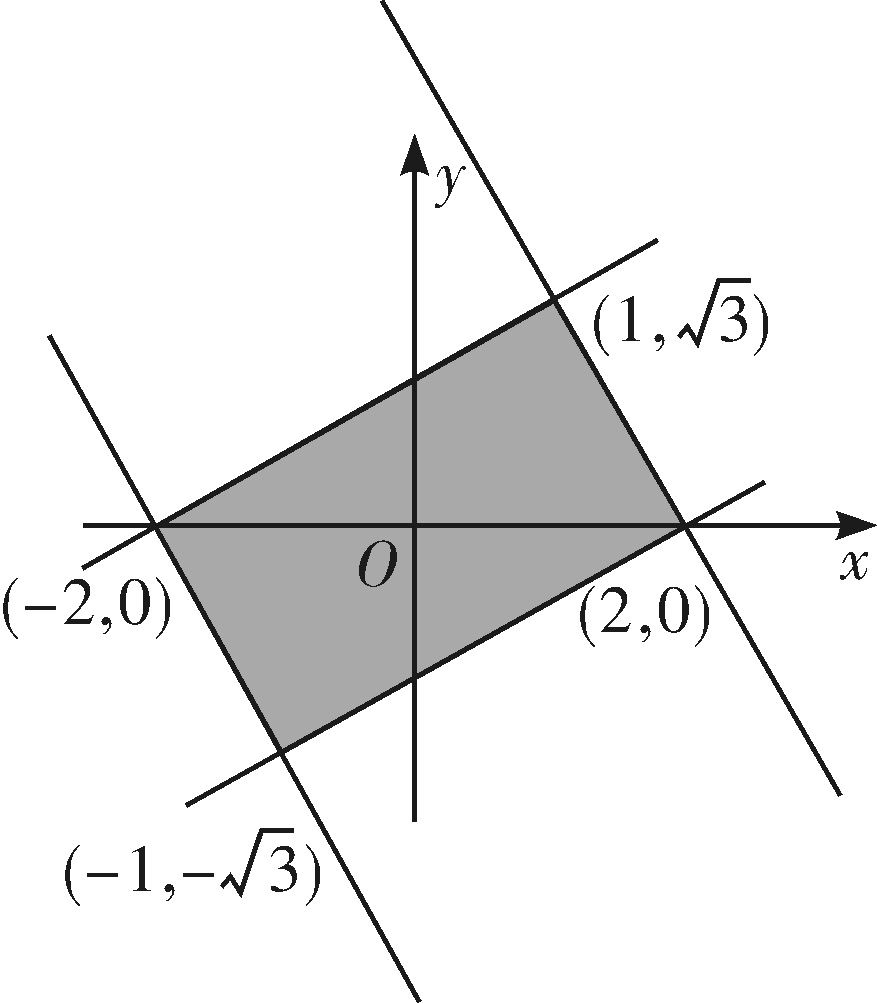 y
(1,√3)
O
x
(−2,0)
(2,0)
(−1,−√3)